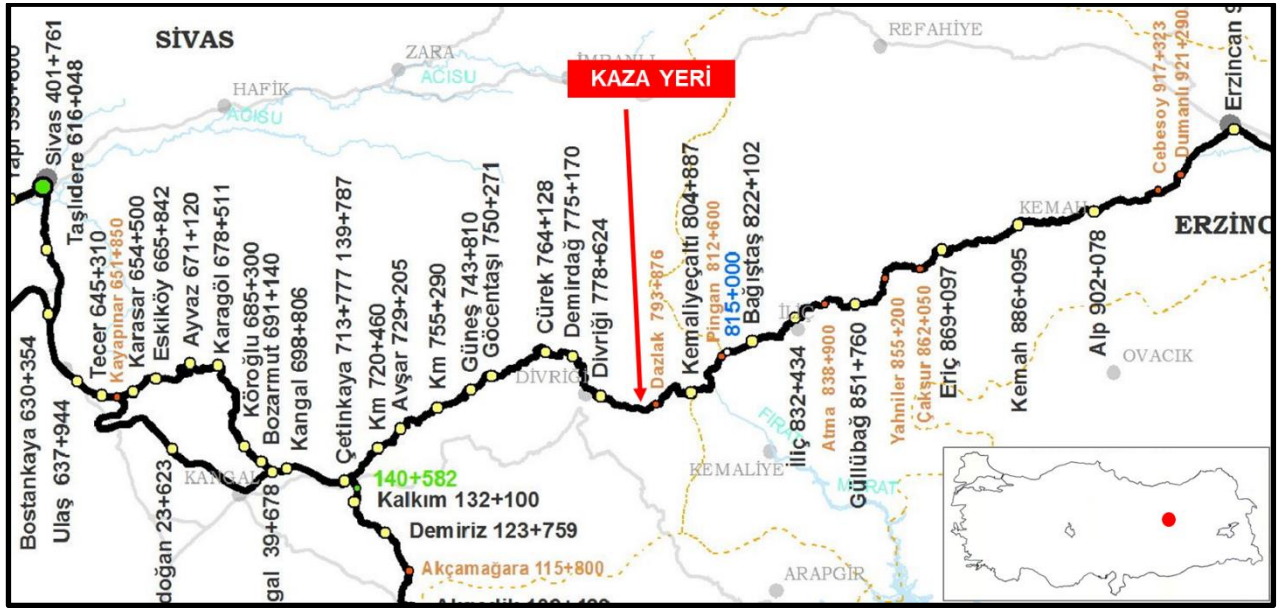 SİVAS
ZARA
ACISU
HAFİK
ACISU
İMRANLI
REFAHİYE
KAZA YERİ
Sivas 401+761
Taşlıdere 616+048
Bostankaya 630+354
Ulaş 637+944
Tecer 645+310
Kayapınar 651+850
Karasar 654+500
Eskiköy 665+842
Ayvaz 671+120
Karagöl 678+511
Köroğlu 685+300
Bozarmut 691+140
Kangal 698+806
Çetinkaya 713+777 139+787
Km 720+460
Avşar 729+205
Km 755+290
Güneş 743+810
Göcentaşı 750+271
Cürek 764+128
Demirdağ 775+170
Divriği 778+624
Dazlak 793+876
Kemaliyeçaltı 804+887
Pingan 812+600
815+000
Bağıştaş 822+102
İliç 832+434
Atma 838+900
Güllübağ 851+760
Yahniler 855+200
Çakşur 862+050
Eriç 869+097
Kemah 886+095
Alp 902+078
Cebesoy 917+323
Dumanlı 921+290
Erzincan 9
ERZİNC
KEMAH
OVACIK
İLİÇ
DİVRİĞİ
KANGAL
KEMALİYE
FIRAT
MURAT
ARAPGİR
doğan 23+623
gal 39+678
140+582
Kalkım 132+100
Demiriz 123+759
Akçamağara 115+800